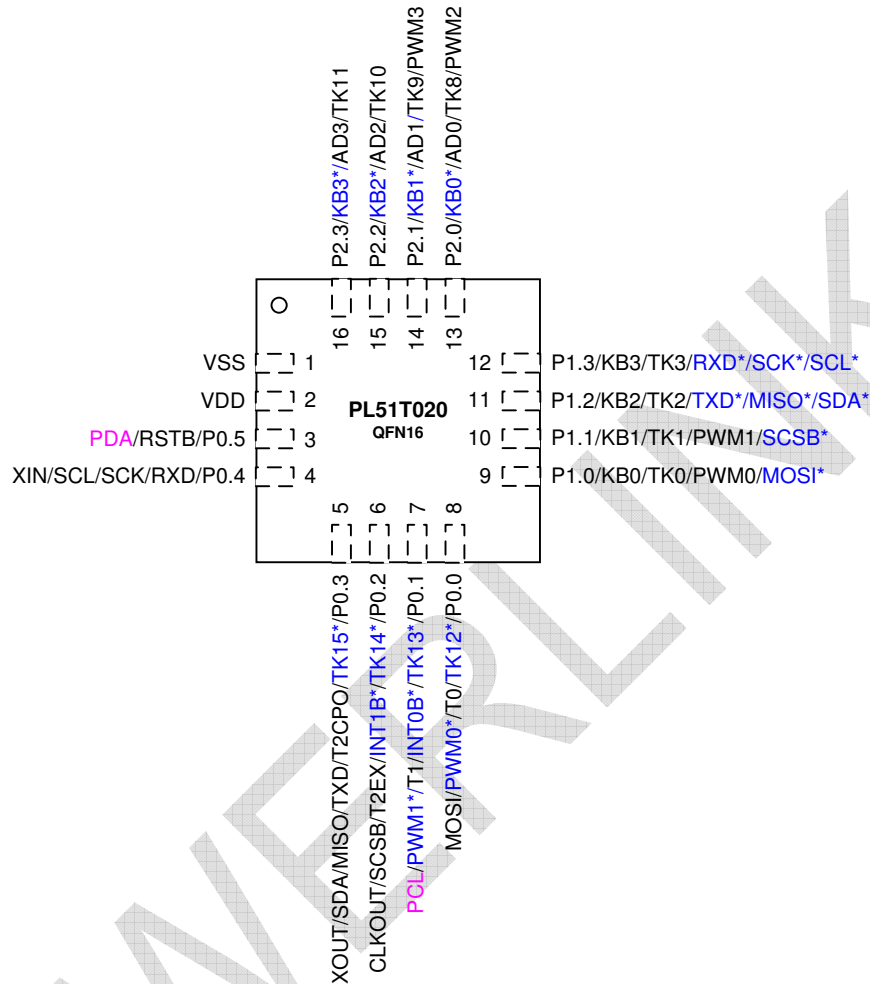 P2.3/KB3*/AD3/TK11
P2.2/KB2*/AD2/TK10
P2.1/KB1*/AD1/TK9/PWM3
P2.0/KB0*/AD0/TK8/PWM2
16
15
14
13
VSS 1
VDD 2
PDA/RSTB/P0.5 3
XIN/SCL/SCK/RXD/P0.4 4
PL51T020
QFN16
12 P1.3/KB3/TK3/RXD*/SCK*/SCL*
11 P1.2/KB2/TK2/TXD*/MISO*/SDA*
10 P1.1/KB1/TK1/PWM1/SCSB*
9 P1.0/KB0/TK0/PWM0/MOSI*
5
6
7
8
XOUT/SDA/MISO/TXD/T2CPO/TK15*/P0.3
CLKOUT/SCSB/T2EX/INT1B*/TK14*/P0.2
PCL/PWM1*/T1/INT0B*/TK13*/P0.1
MOSI/PWM0*/T0/TK12*/P0.0
WERLINK